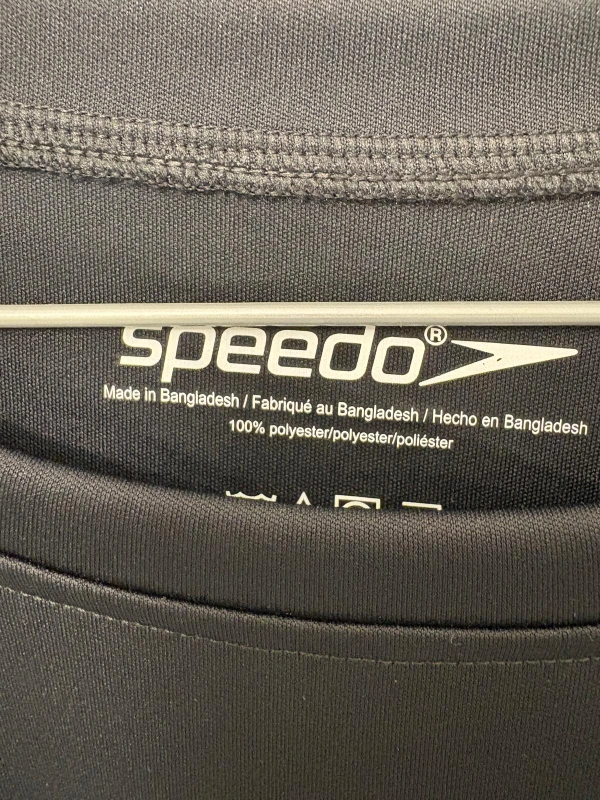 speedo®
Made in Bangladesh / Fabriqué au Bangladesh / Hecho en Bangladesh
100% polyester/polyester/poliéster